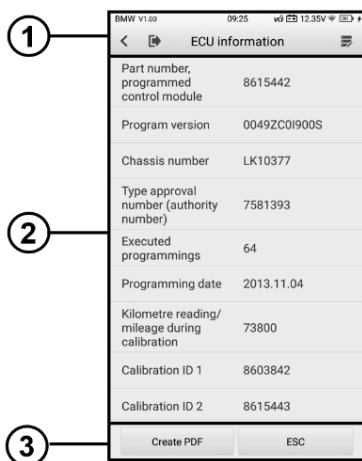 BMW V1.00 09:25 12.35V
ECU information
1
Part number,
programmed
control module
8615442
Program version 0049ZC0I900S
Chassis number LK10377
Type approval
number (authority
number)
7581393
2
Executed
programmings
64
Programming date 2013.11.04
Kilometre reading/
mileage during
calibration
73800
Calibration ID 1 8603842
Calibration ID 2 8615443
3
Create PDF ESC